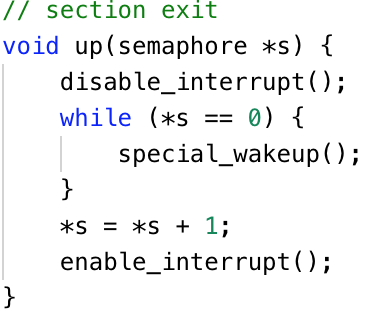 // section exit
void up(semaphore *s) {
    disable_interrupt();
    while (*s == 0) {
        special_wakeup();
    }
    *s = *s + 1;
    enable_interrupt();
}